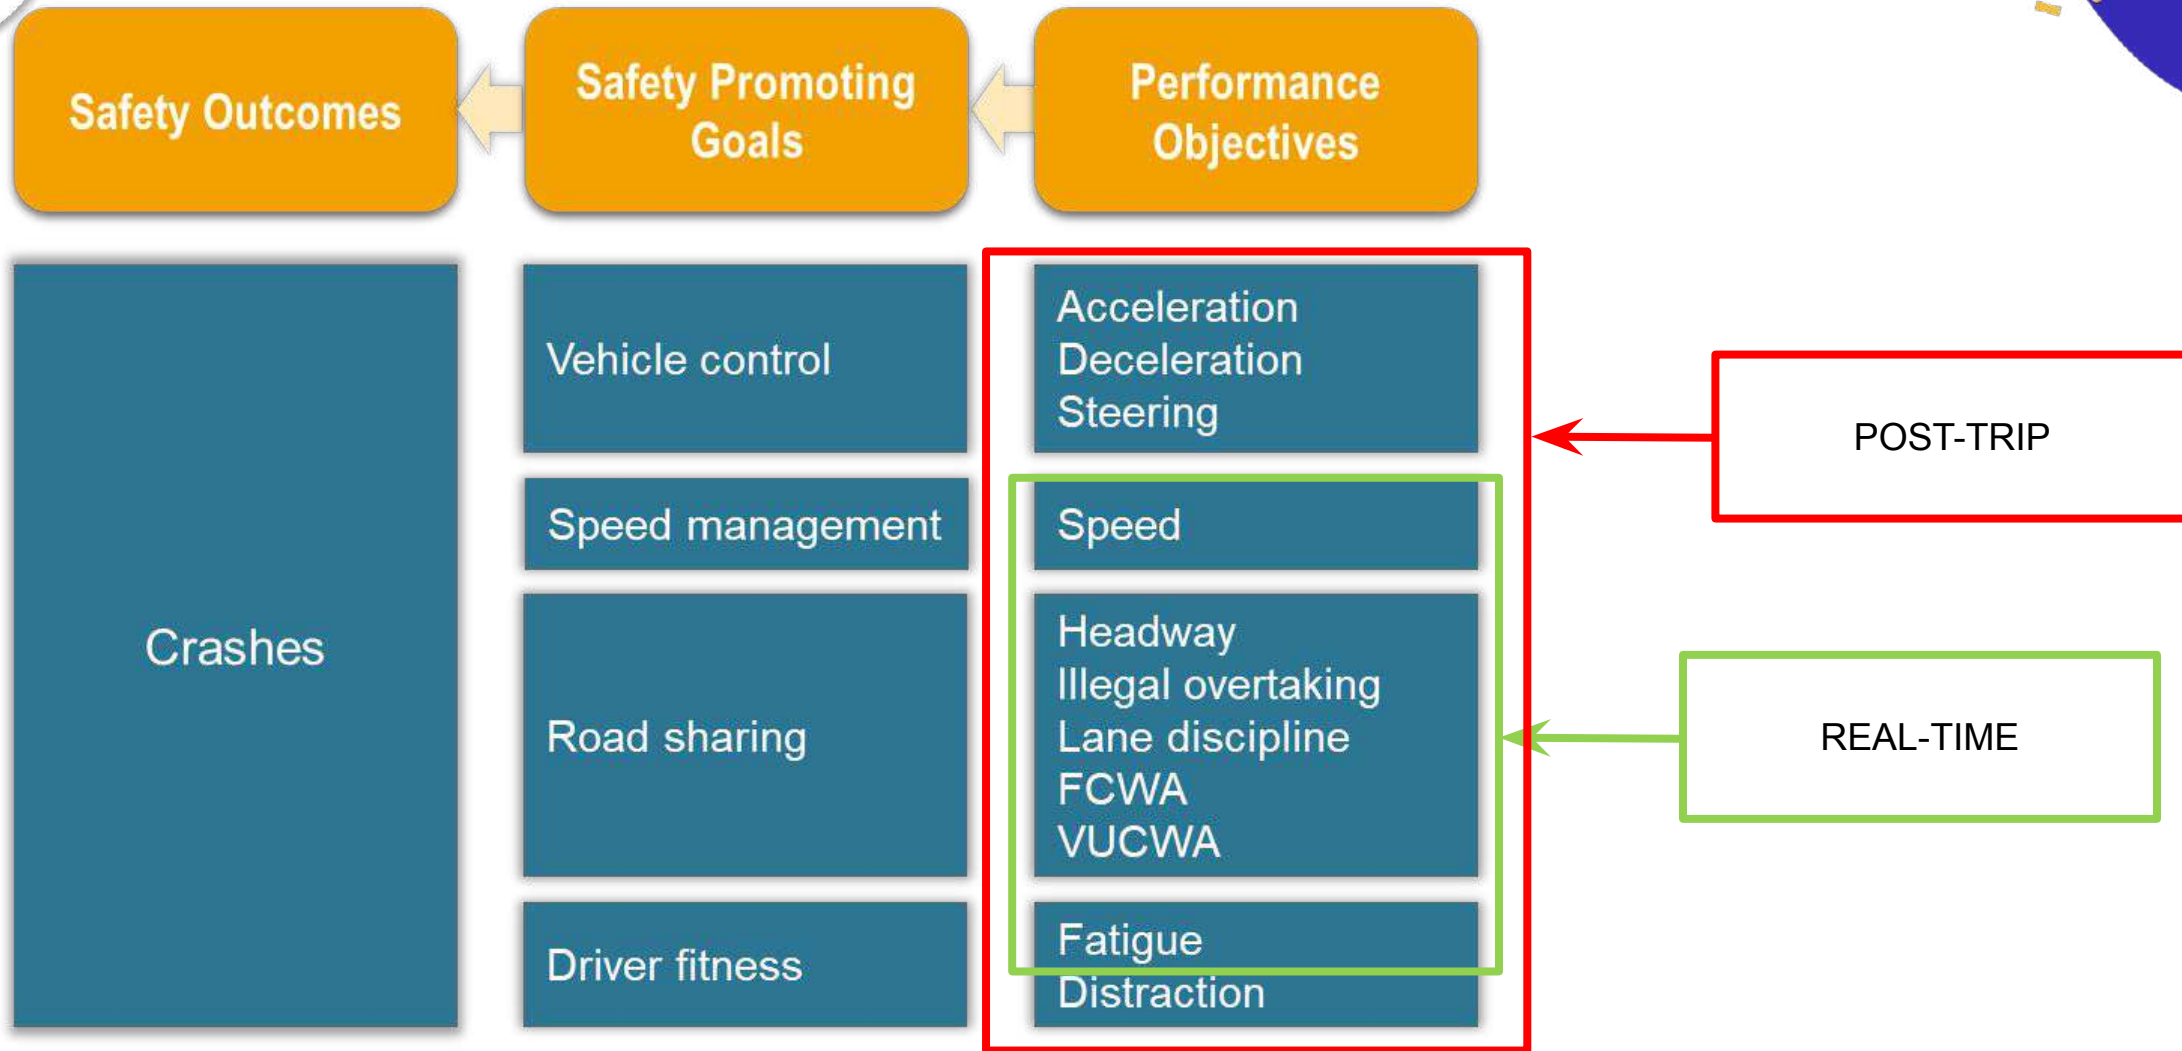 Safety Outcomes
Safety Promoting
Goals
Performance
Objectives
Crashes
Vehicle control
Acceleration
Deceleration
Steering
POST-TRIP
Speed management
Speed
Road sharing
Headway
Illegal overtaking
Lane discipline
FCWA
VUCWA
REAL-TIME
Driver fitness
Fatigue
Distraction